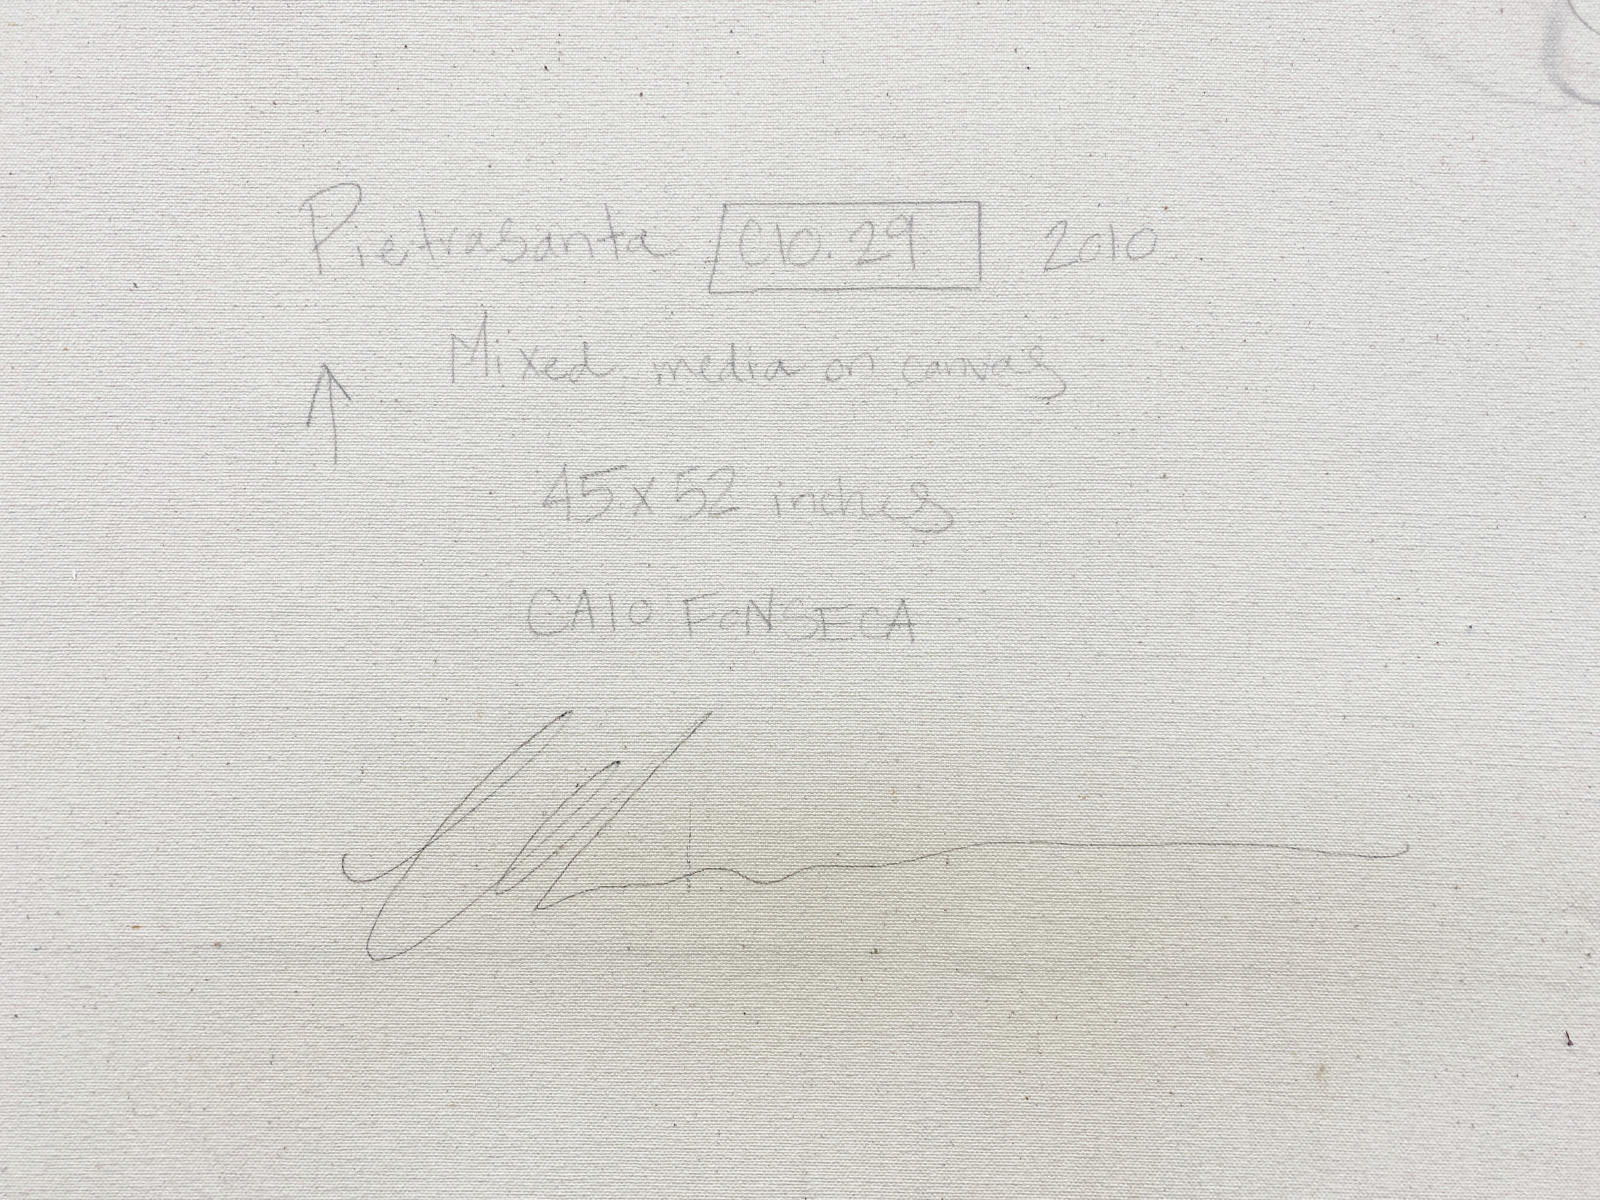 Pietrasanta C10.29 2010
↑ Mixed media on canvas
45 x 52 inches
CAIO FONSECA